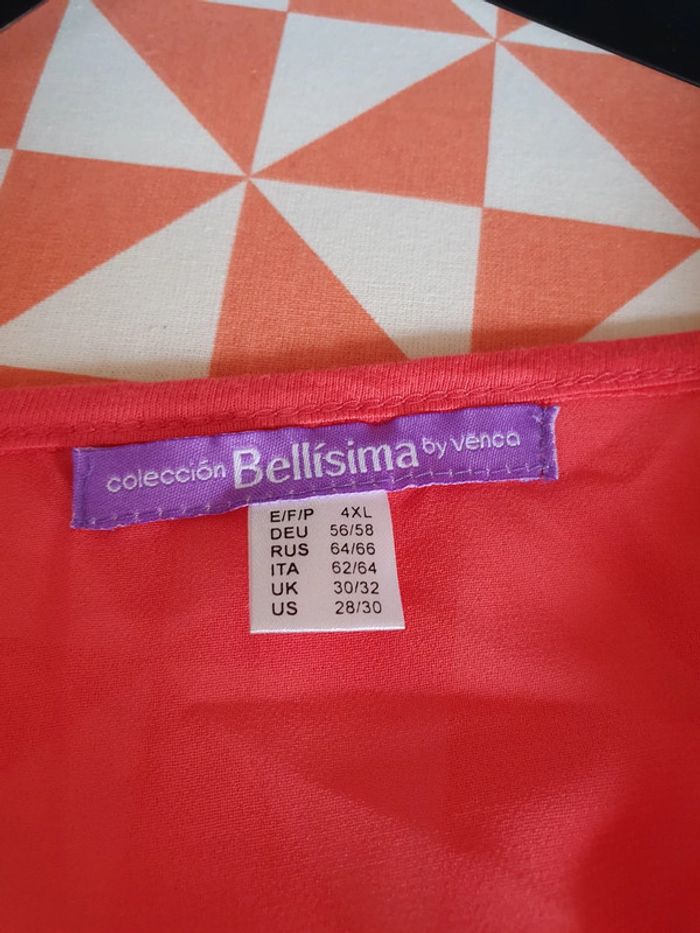 colección Bellísima by venca
E/F/P 4XL
DEU 56/58
RUS 64/66
ITA 62/64
UK 30/32
US 28/30